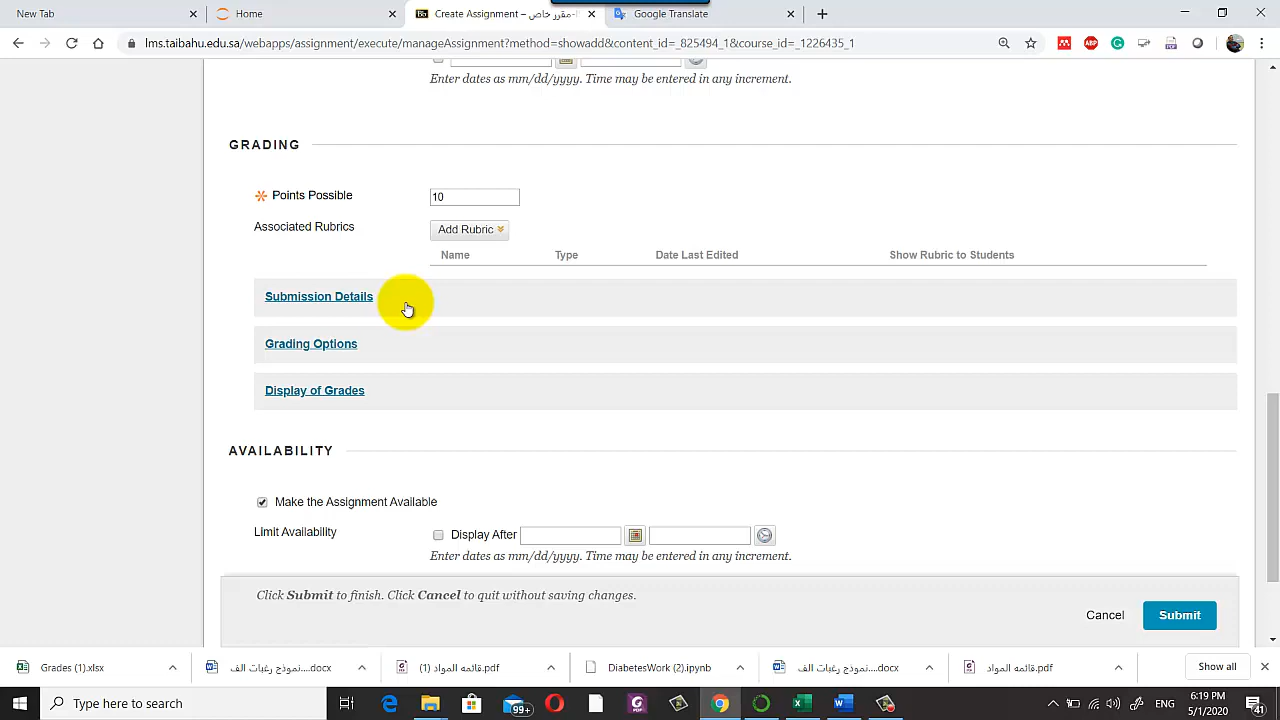 New Tab
Home
Create Assignment – مقرر خاص-
Google Translate
lms.taibahu.edu.sa/webapps/assignment/execute/manageAssignment?method=showadd&content_id=_825494_1&course_id=_1226435_1
Enter dates as mm/dd/yyyy. Time may be entered in any increment.
GRADING
Points Possible
10
Associated Rubrics
Add Rubric
Name Type Date Last Edited Show Rubric to Students
Submission Details
Grading Options
Display of Grades
AVAILABILITY
Make the Assignment Available
Limit Availability
Display After
Enter dates as mm/dd/yyyy. Time may be entered in any increment.
Click Submit to finish. Click Cancel to quit without saving changes.
Cancel
Submit
Grades (1).xlsx
نموذج رغبات الف....docx
قائمه المواد (1).pdf
DiabetesWork (2).ipynb
نموذج رغبات الف....docx
قائمه المواد.pdf
Show all
Type here to search
99+
ENG
6:19 PM
5/1/2020
41